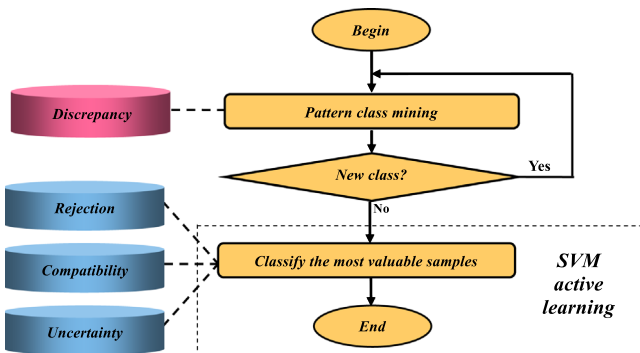 Begin
Discrepancy
Pattern class mining
New class?
Yes
No
Rejection
Compatibility
Uncertainty
Classify the most valuable samples
SVM
active
learning
End